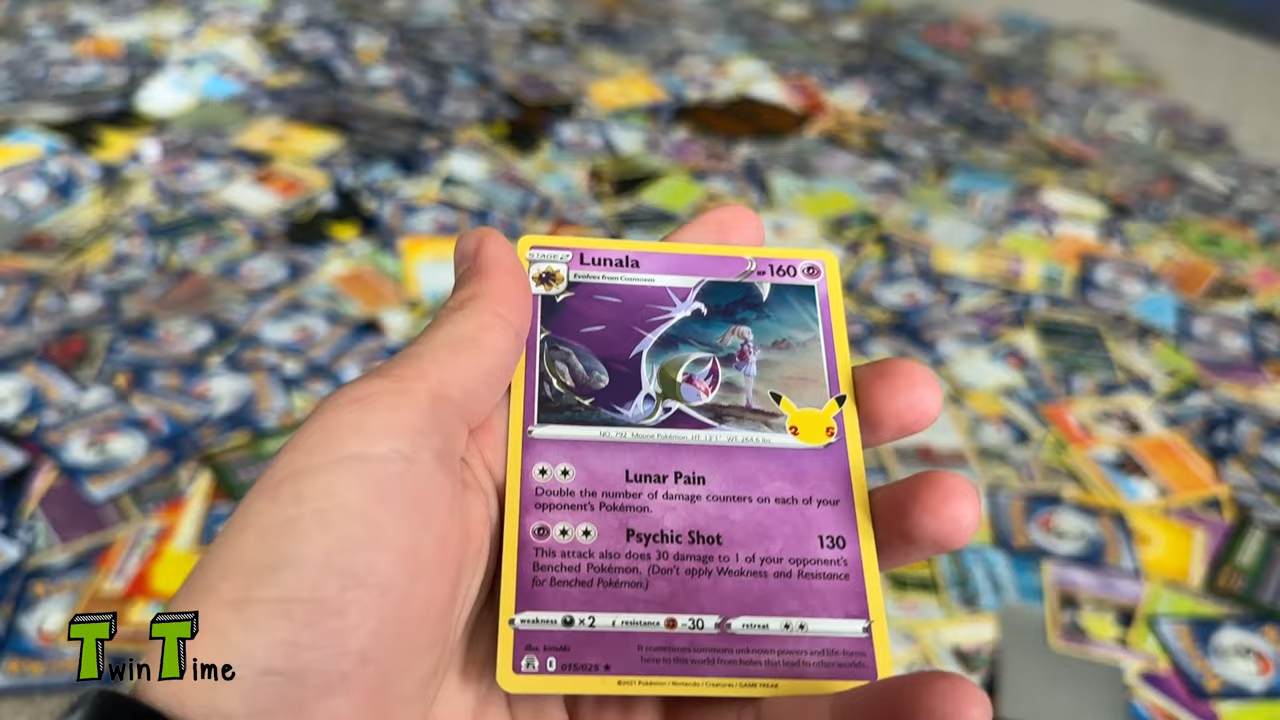 STAGE 2
Lunala
HP 160
Evolves from Cosmoem
25
NO. 792 Moone Pokémon HT: 13'1" WT: 264.6 lbs.
Lunar Pain
Double the number of damage counters on each of your
opponent's Pokémon.
Psychic Shot 130
This attack also does 30 damage to 1 of your opponent's
Benched Pokémon. (Don't apply Weakness and Resistance
for Benched Pokémon.)
weakness ×2 resistance -30 retreat
Illus. kirisAki
015/025 ★
It sometimes summons unknown powers and life-forms
here to this world from holes that lead to other worlds.
©2021 Pokémon / Nintendo / Creatures / GAME FREAK
Twin Time